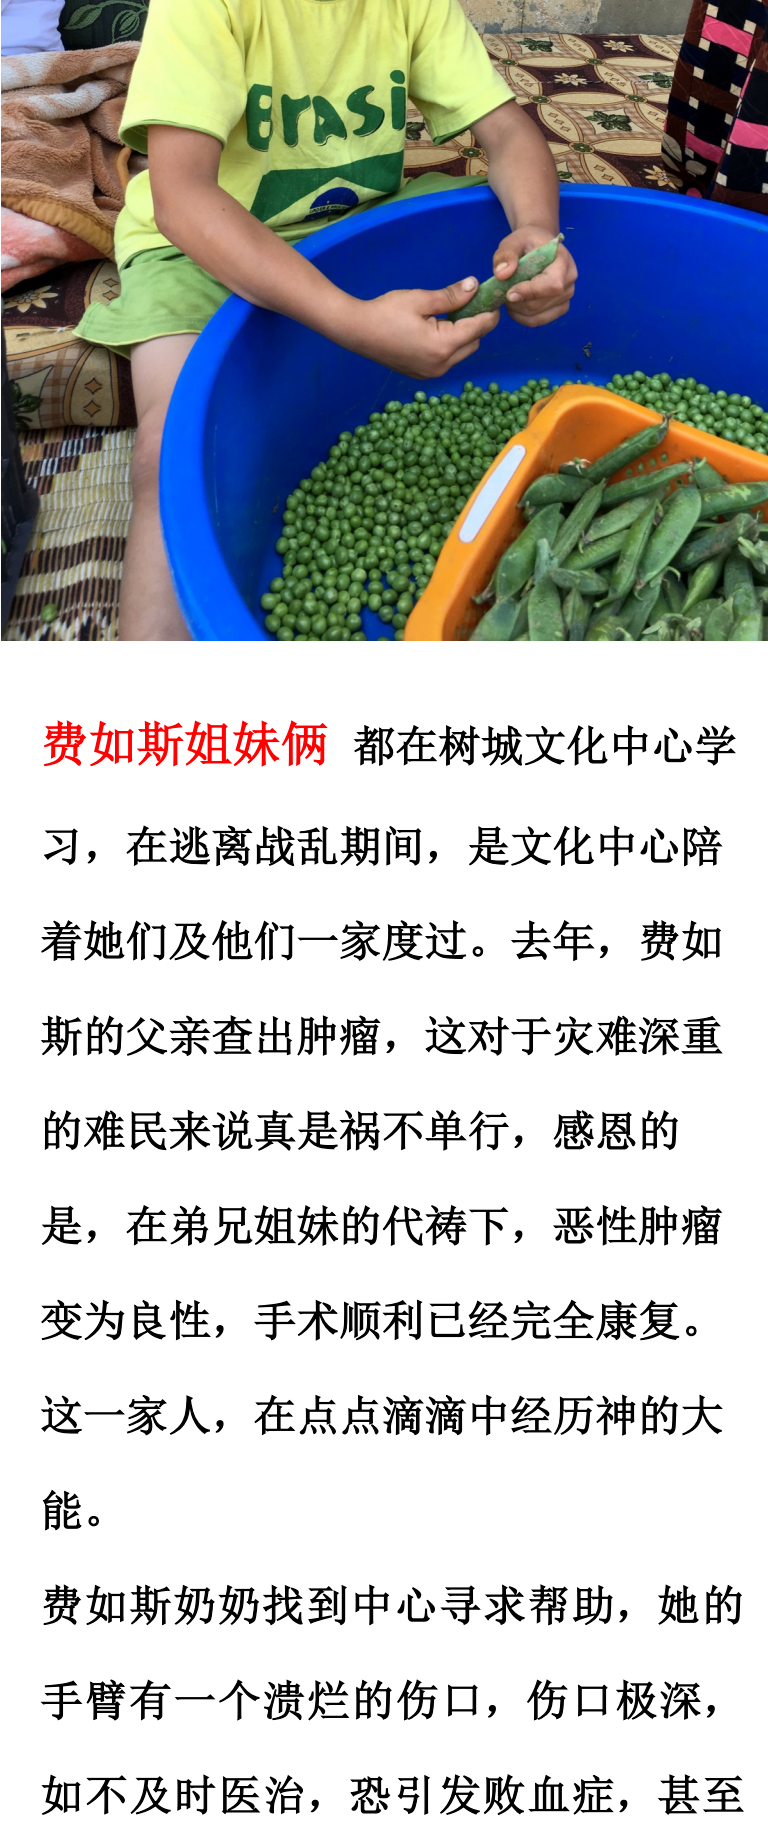 Brasil
费如斯姐妹俩 都在树城文化中心学
习，在逃离战乱期间，是文化中心陪
着她们及他们一家度过。去年，费如
斯的父亲查出肿瘤，这对于灾难深重
的难民来说真是祸不单行，感恩的
是，在弟兄姐妹的代祷下，恶性肿瘤
变为良性，手术顺利已经完全康复。
这一家人，在点点滴滴中经历神的大
能。
费如斯奶奶找到中心寻求帮助，她的
手臂有一个溃烂的伤口，伤口极深，
如不及时医治，恐引发败血症，甚至